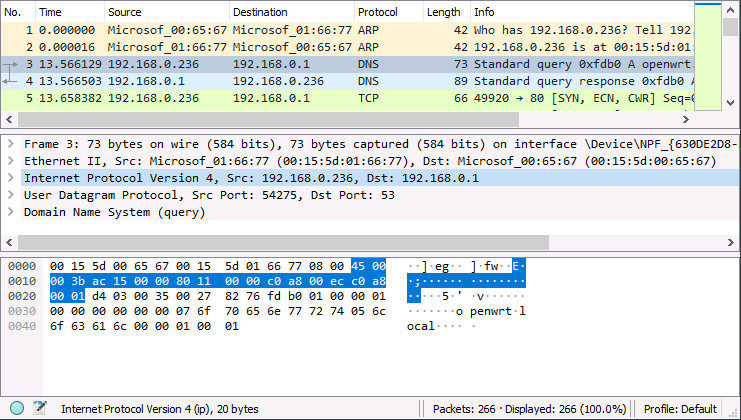 No. Time Source Destination Protocol Length Info
1 0.000000 Microsof_00:65:67 Microsof_01:66:77 ARP 42 Who has 192.168.0.236? Tell 192.
2 0.000016 Microsof_01:66:77 Microsof_00:65:67 ARP 42 192.168.0.236 is at 00:15:5d:01:
3 13.566129 192.168.0.236 192.168.0.1 DNS 73 Standard query 0xfdb0 A openwrt.
4 13.566503 192.168.0.1 192.168.0.236 DNS 89 Standard query response 0xfdb0 A
5 13.658382 192.168.0.236 192.168.0.1 TCP 66 49920 → 80 [SYN, ECN, CWR] Seq=0
Frame 3: 73 bytes on wire (584 bits), 73 bytes captured (584 bits) on interface \Device\NPF_{630DE2D8-
Ethernet II, Src: Microsof_01:66:77 (00:15:5d:01:66:77), Dst: Microsof_00:65:67 (00:15:5d:00:65:67)
Internet Protocol Version 4, Src: 192.168.0.236, Dst: 192.168.0.1
User Datagram Protocol, Src Port: 54275, Dst Port: 53
Domain Name System (query)
0000 00 15 5d 00 65 67 00 15 5d 01 66 77 08 00 45 00 ··]·eg·· ]·fw··E·
0010 00 3b ac 15 00 00 80 11 00 00 c0 a8 00 ec c0 a8 ·;······ ········
0020 00 01 d4 03 00 35 00 27 82 76 fd b0 01 00 00 01 ·····5·' ·v······
0030 00 00 00 00 00 00 07 6f 70 65 6e 77 72 74 05 6c ·······o penwrt·l
0040 6f 63 61 6c 00 00 01 00 01 ocal···· ·
Internet Protocol Version 4 (ip), 20 bytes
Packets: 266 · Displayed: 266 (100.0%)
Profile: Default